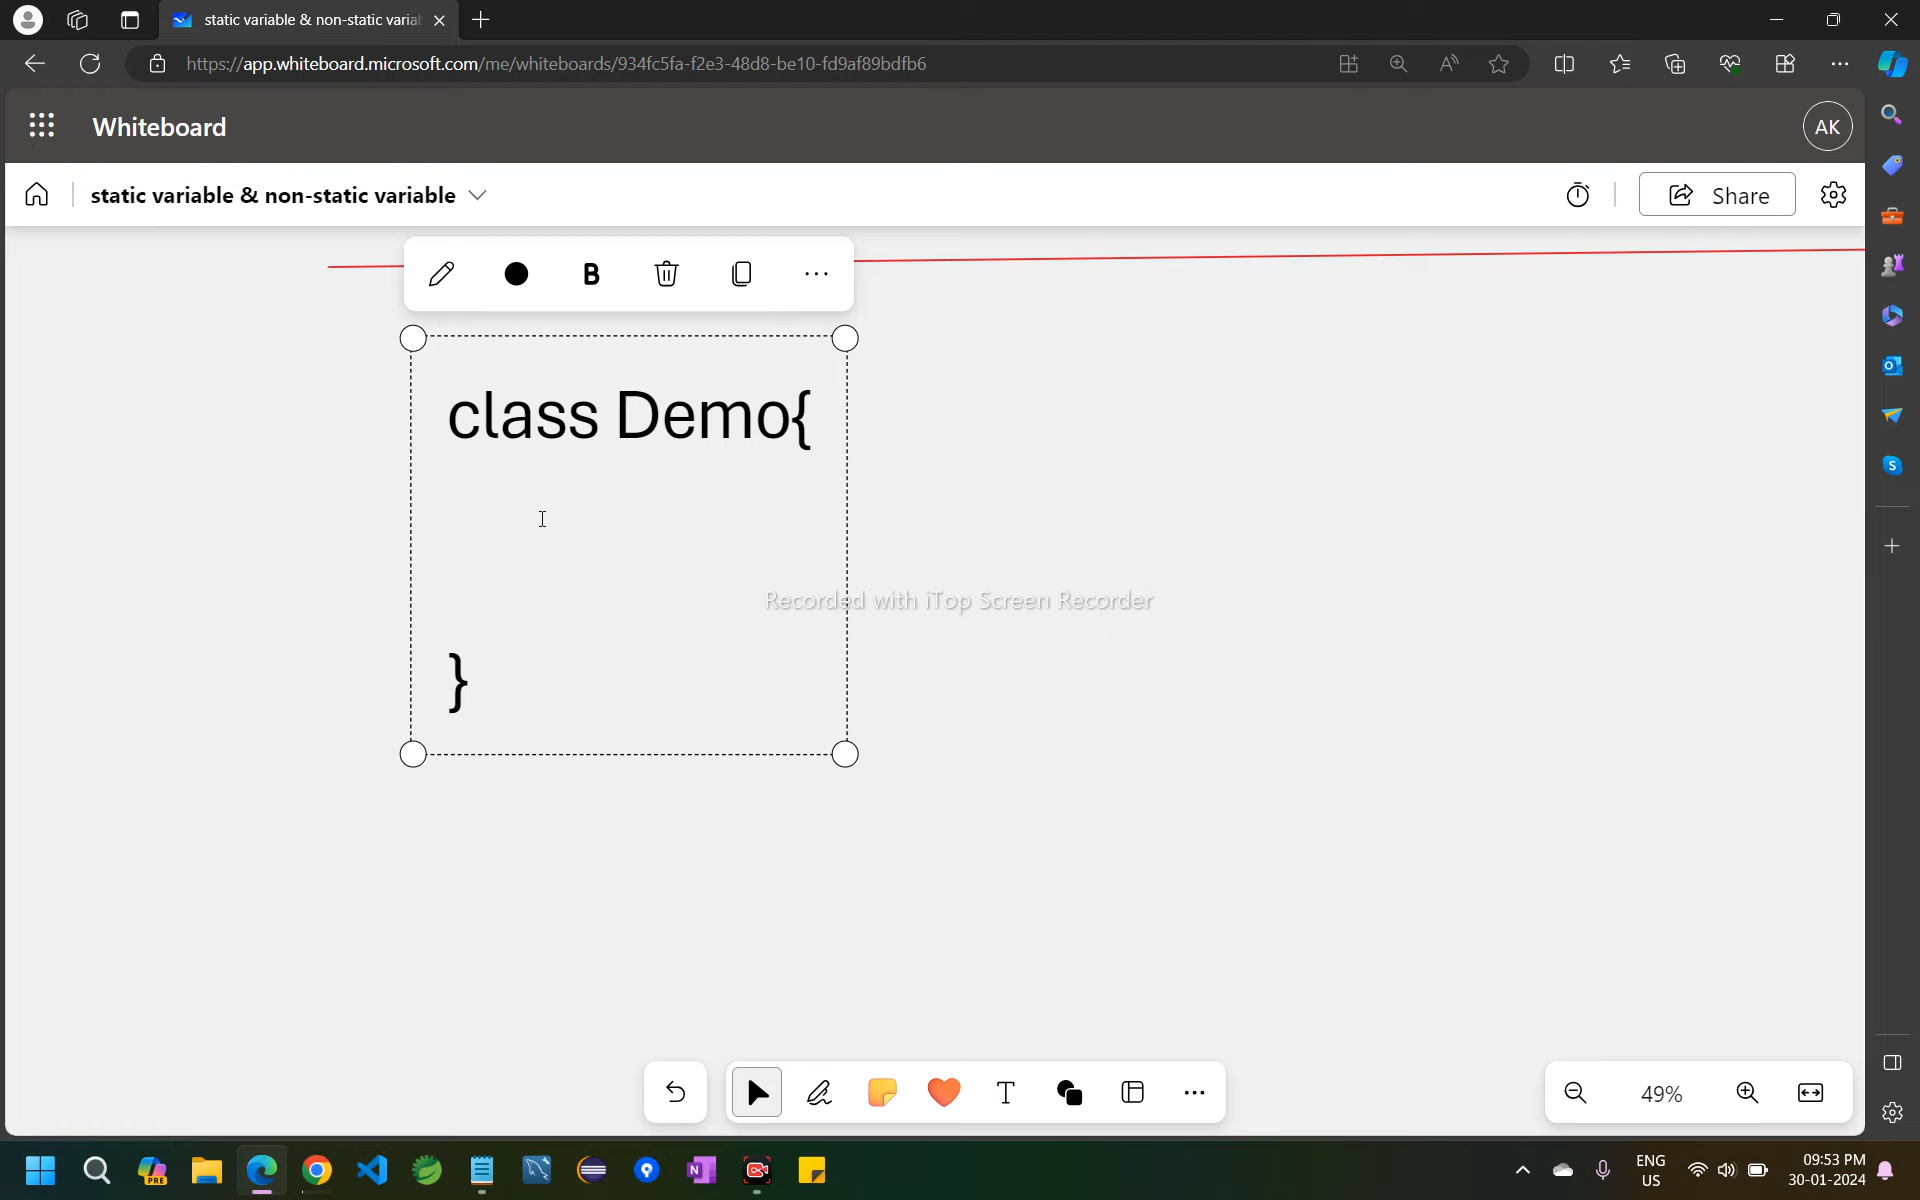 static variable & non-static varia
https://app.whiteboard.microsoft.com/me/whiteboards/934fc5fa-f2e3-48d8-be10-fd9af89bdfb6
Whiteboard
AK
static variable & non-static variable
Share
B
class Demo{
}
Recorded with iTop Screen Recorder
T
49%
PRE
N
ENG
US
09:53 PM
30-01-2024